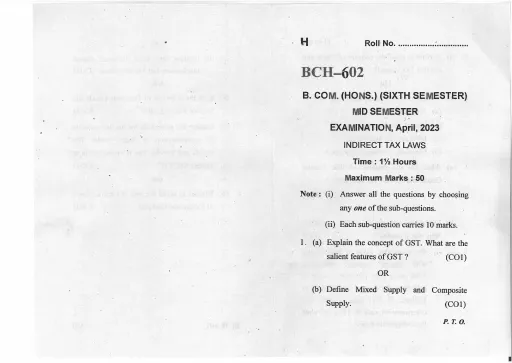 H Roll No. ..............................
BCH–602
B. COM. (HONS.) (SIXTH SEMESTER)
MID SEMESTER
EXAMINATION, April, 2023
INDIRECT TAX LAWS
Time : 1½ Hours
Maximum Marks : 50
Note : (i) Answer all the questions by choosing
any one of the sub-questions.
(ii) Each sub-question carries 10 marks.
1. (a) Explain the concept of GST. What are the
salient features of GST ? (CO1)
OR
(b) Define Mixed Supply and Composite
Supply. (CO1)
P. T. O.